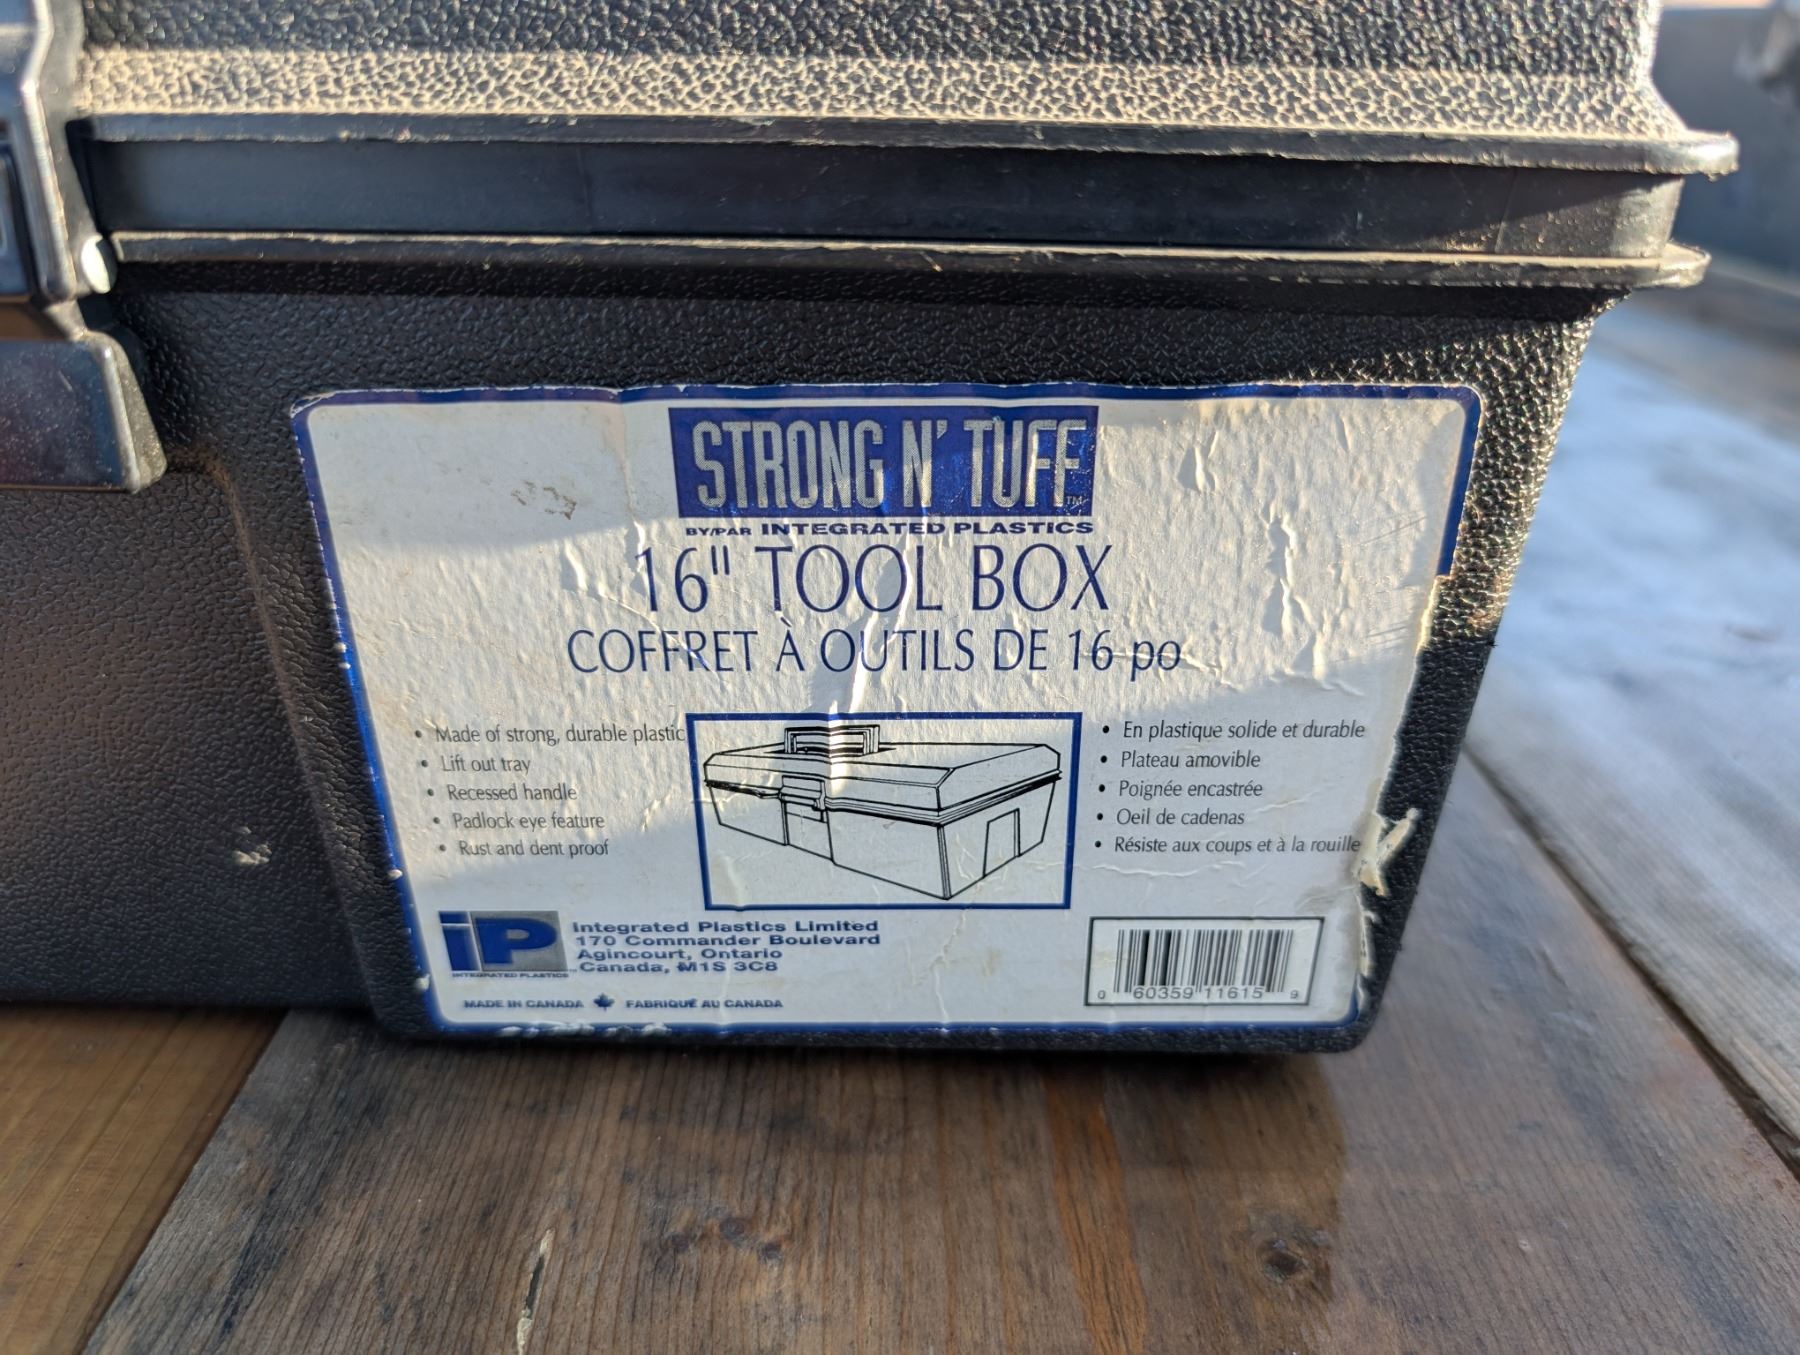 STRONG N' TUFF™
BY/PAR INTEGRATED PLASTICS
16" TOOL BOX
COFFRET À OUTILS DE 16 po
• Made of strong, durable plastic
• Lift out tray
• Recessed handle
• Padlock eye feature
• Rust and dent proof
• En plastique solide et durable
• Plateau amovible
• Poignée encastrée
• Oeil de cadenas
• Résiste aux coups et à la rouille
iP
INTEGRATED PLASTICS™
Integrated Plastics Limited
170 Commander Boulevard
Agincourt, Ontario
Canada, M1S 3C8
MADE IN CANADA FABRIQUÉ AU CANADA
0 60359 11615 9